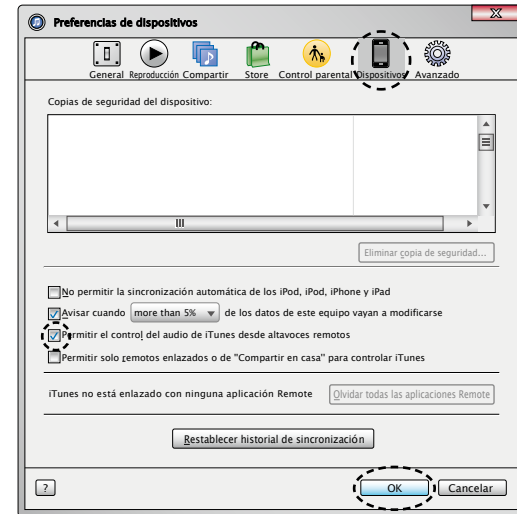 Preferencias de dispositivos
General Reproducción Compartir Store Control parental Dispositivos Avanzado
Copias de seguridad del dispositivo:
Eliminar copia de seguridad...
No permitir la sincronización automática de los iPod, iPod, iPhone y iPad
Avisar cuando more than 5% de los datos de este equipo vayan a modificarse
Permitir el control del audio de iTunes desde altavoces remotos
Permitir solo remotos enlazados o de "Compartir en casa" para controlar iTunes
iTunes no está enlazado con ninguna aplicación Remote Olvidar todas las aplicaciones Remote
Restablecer historial de sincronización
? OK Cancelar